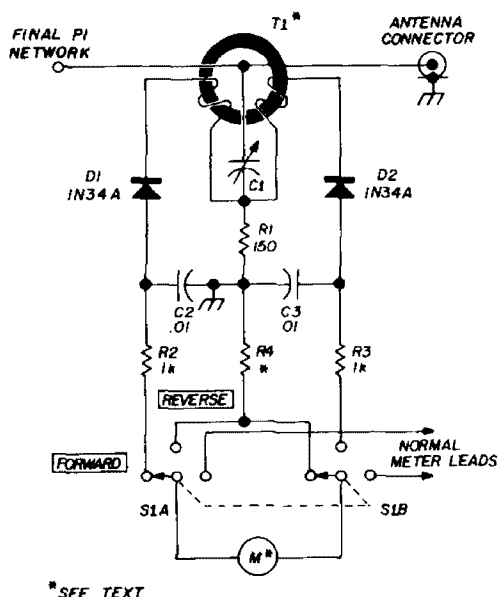 T1*
FINAL PI
NETWORK
ANTENNA
CONNECTOR
D1
1N34A
C1
D2
1N34A
R1
150
C2
.01
C3
.01
R2
1k
R4
*
R3
1k
REVERSE
FORWARD
NORMAL
METER LEADS
S1A
S1B
M*
*SEE TEXT